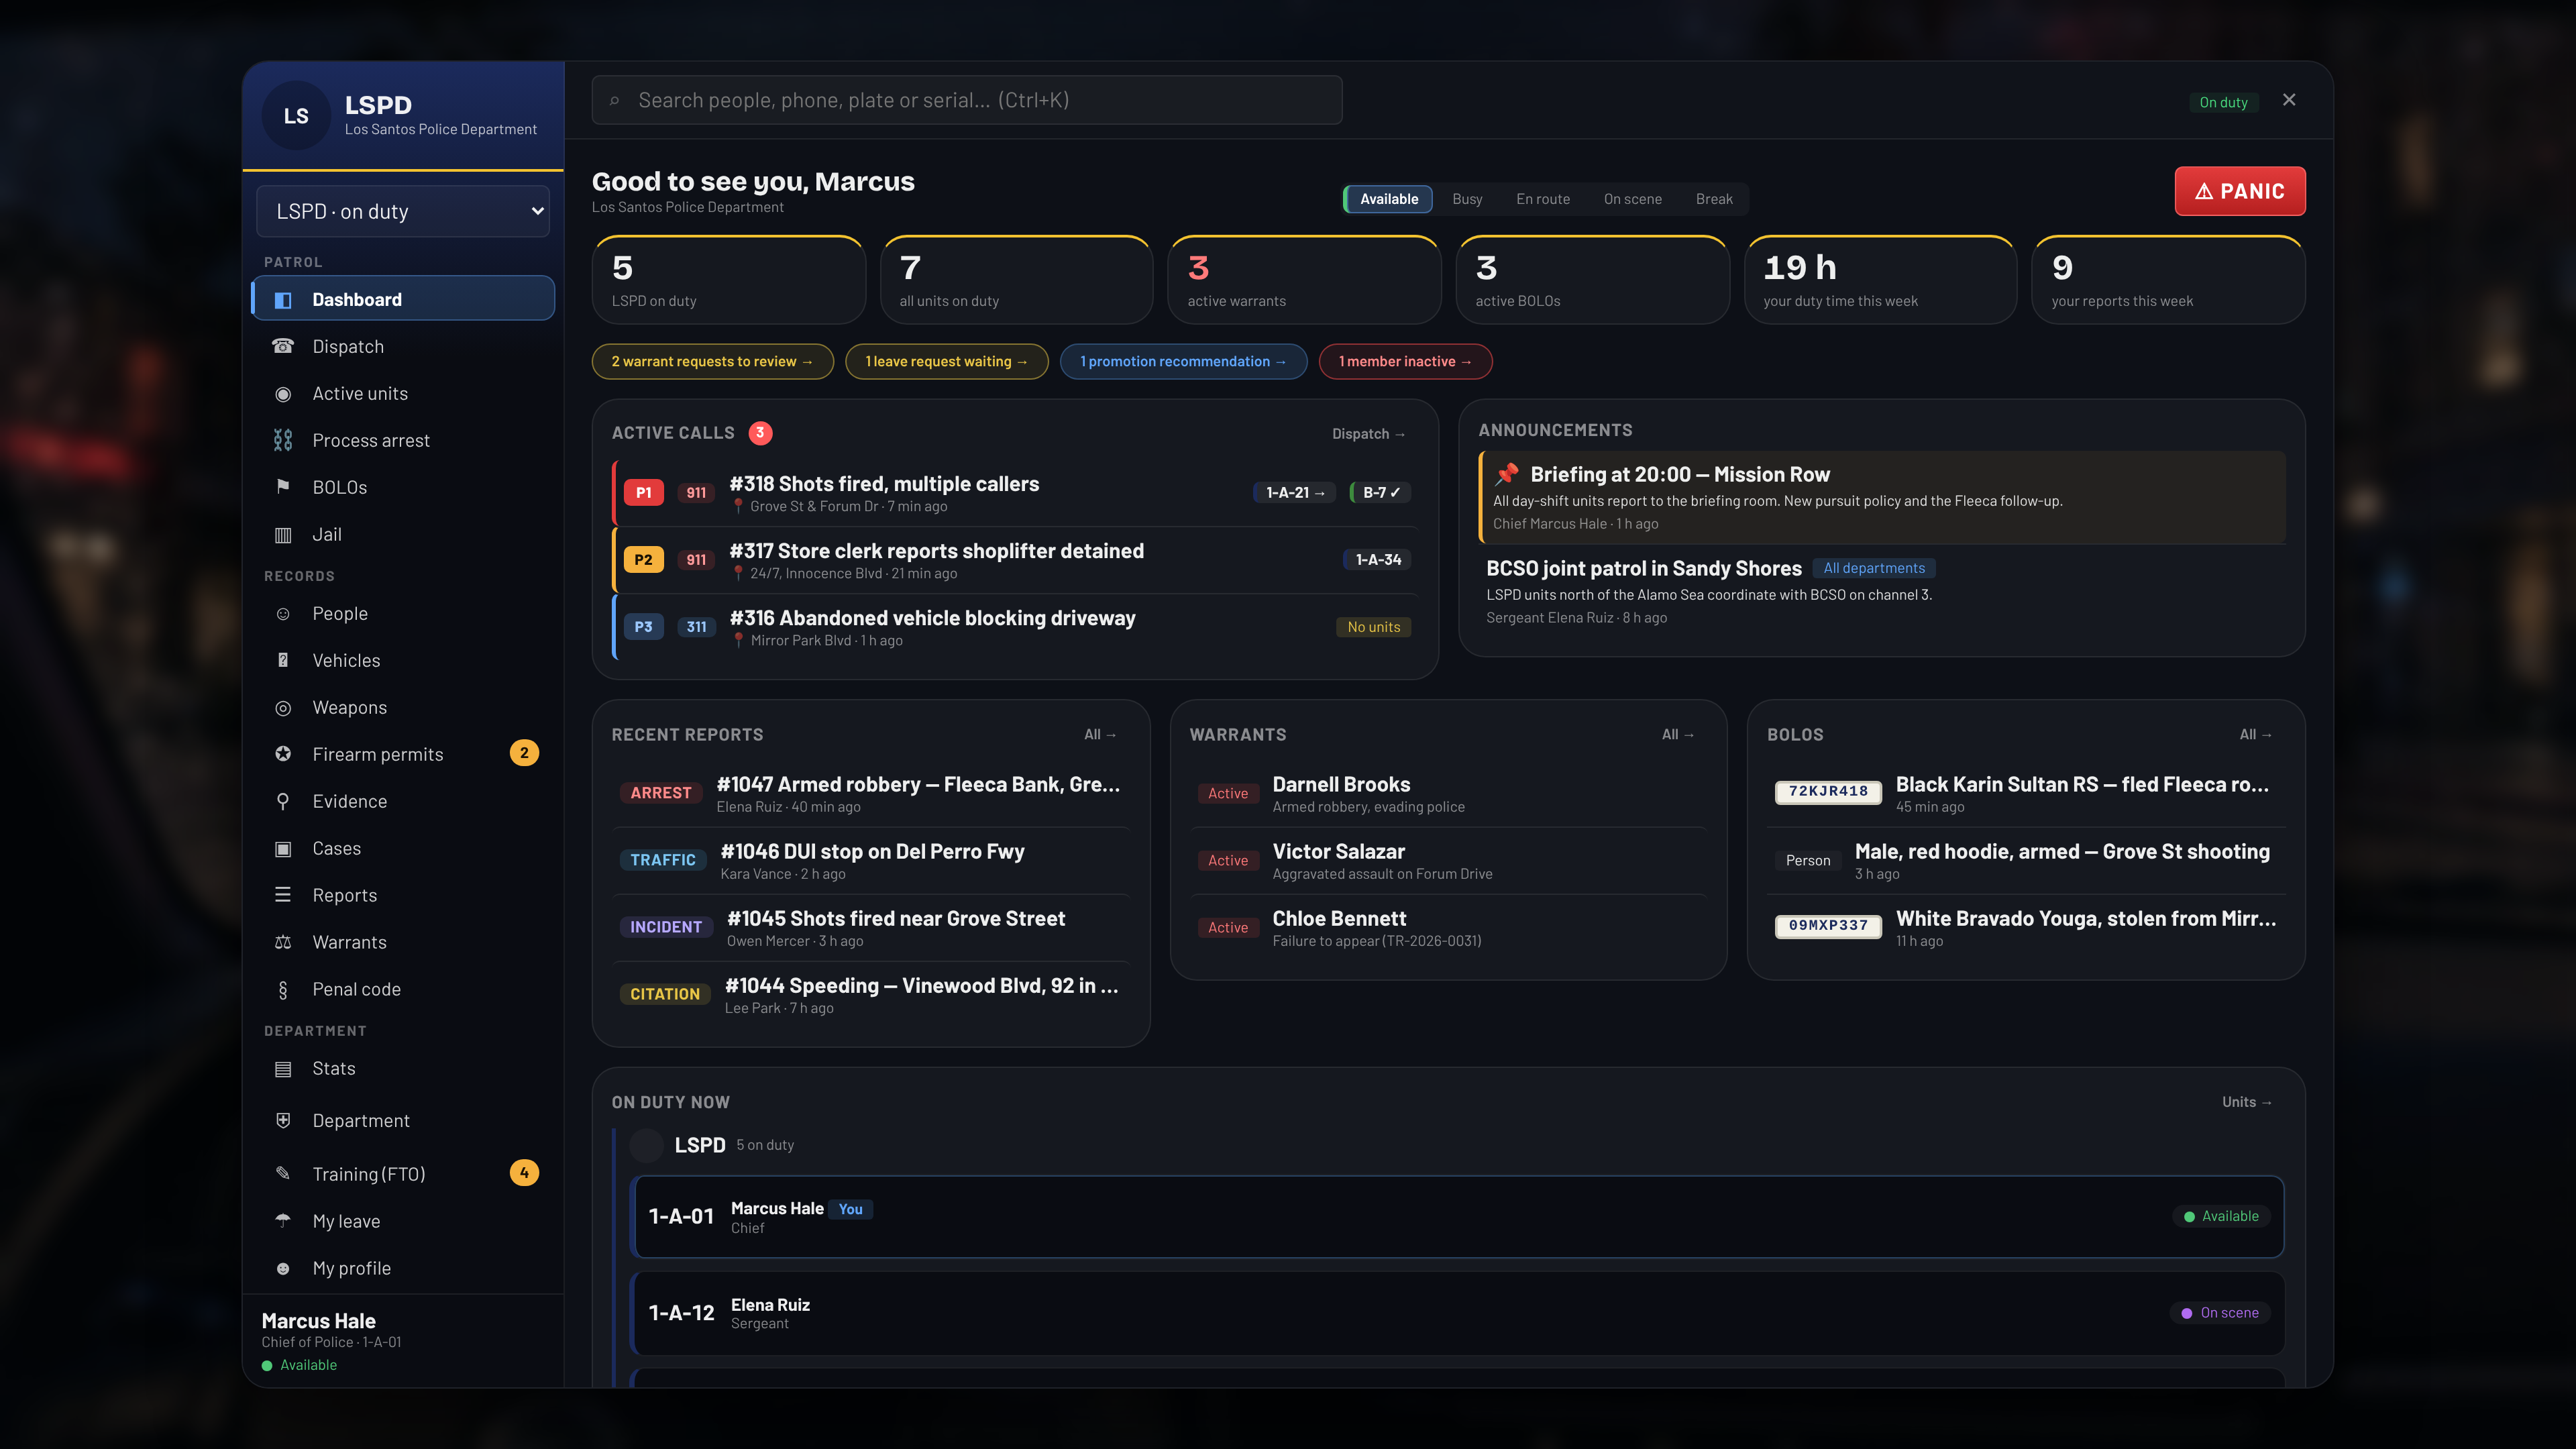 LS
LSPD
Los Santos Police Department
LSPD · on duty
PATROL
Dashboard
Dispatch
Active units
Process arrest
BOLOs
Jail
RECORDS
People
Vehicles
Weapons
Firearm permits 2
Evidence
Cases
Reports
Warrants
§ Penal code
DEPARTMENT
Stats
Department
Training (FTO) 4
My leave
My profile
Marcus Hale
Chief of Police · 1-A-01
Available
Search people, phone, plate or serial... (Ctrl+K)
On duty ✕
Good to see you, Marcus
Los Santos Police Department
Available Busy En route On scene Break
⚠ PANIC
5
LSPD on duty
7
all units on duty
3
active warrants
3
active BOLOs
19 h
your duty time this week
9
your reports this week
2 warrant requests to review →
1 leave request waiting →
1 promotion recommendation →
1 member inactive →
ACTIVE CALLS 3 Dispatch →
P1 911 #318 Shots fired, multiple callers 1-A-21 → B-7 ✓
Grove St & Forum Dr · 7 min ago
P2 911 #317 Store clerk reports shoplifter detained 1-A-34
24/7, Innocence Blvd · 21 min ago
P3 311 #316 Abandoned vehicle blocking driveway No units
Mirror Park Blvd · 1 h ago
ANNOUNCEMENTS
Briefing at 20:00 — Mission Row
All day-shift units report to the briefing room. New pursuit policy and the Fleeca follow-up.
Chief Marcus Hale · 1 h ago
BCSO joint patrol in Sandy Shores All departments
LSPD units north of the Alamo Sea coordinate with BCSO on channel 3.
Sergeant Elena Ruiz · 8 h ago
RECENT REPORTS All →
ARREST #1047 Armed robbery — Fleeca Bank, Gre...
Elena Ruiz · 40 min ago
TRAFFIC #1046 DUI stop on Del Perro Fwy
Kara Vance · 2 h ago
INCIDENT #1045 Shots fired near Grove Street
Owen Mercer · 3 h ago
CITATION #1044 Speeding — Vinewood Blvd, 92 in ...
Lee Park · 7 h ago
WARRANTS All →
Active Darnell Brooks
Armed robbery, evading police
Active Victor Salazar
Aggravated assault on Forum Drive
Active Chloe Bennett
Failure to appear (TR-2026-0031)
BOLOS All →
72KJR418 Black Karin Sultan RS — fled Fleeca ro...
45 min ago
Person Male, red hoodie, armed — Grove St shooting
3 h ago
09MXP337 White Bravado Youga, stolen from Mirr...
11 h ago
ON DUTY NOW Units →
LSPD 5 on duty
1-A-01 Marcus Hale You Available
Chief
1-A-12 Elena Ruiz On scene
Sergeant